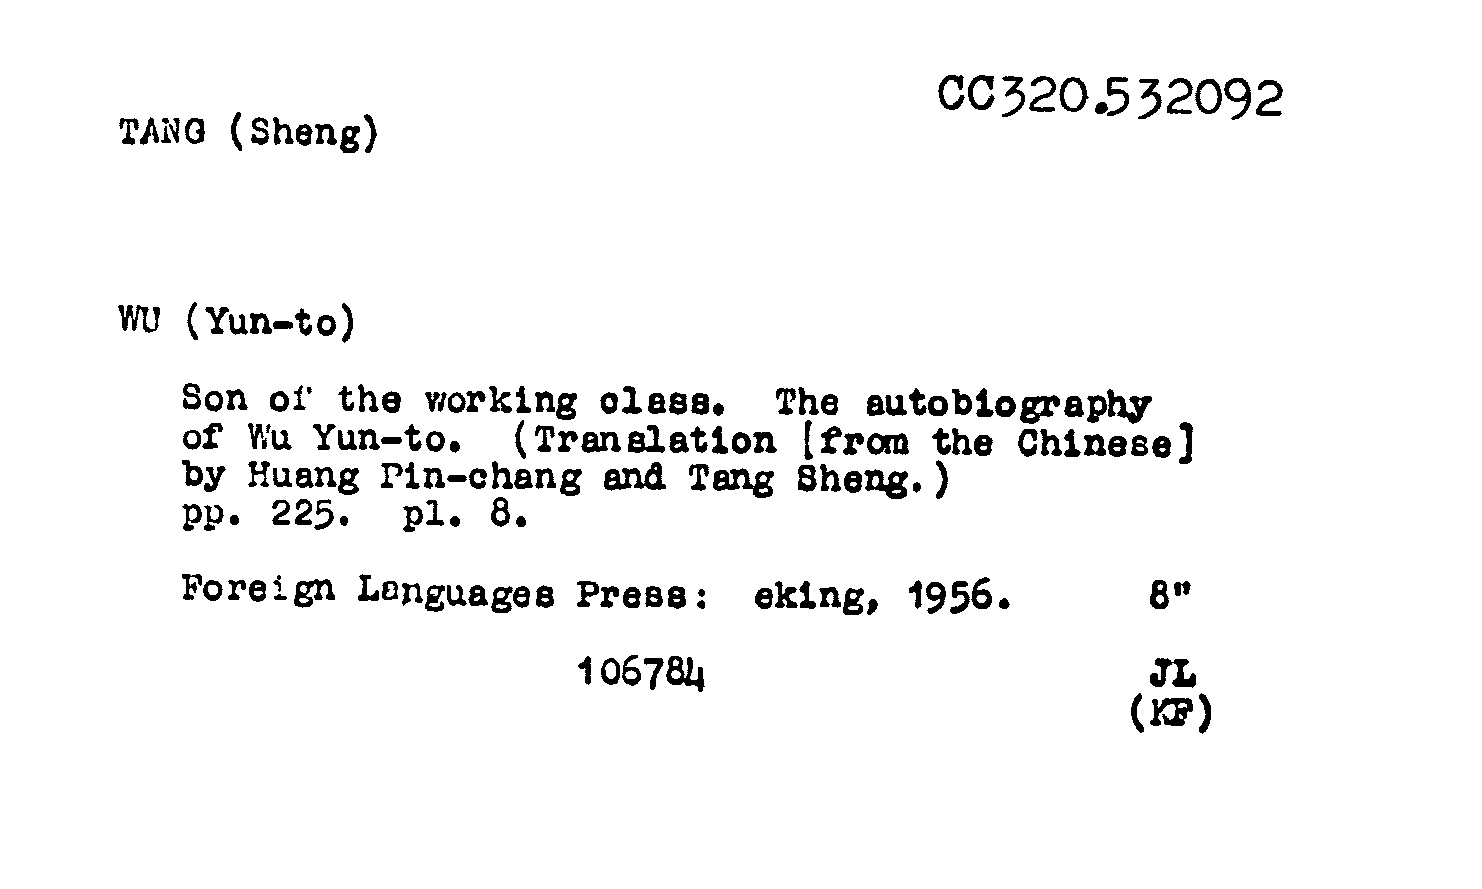 CC320.532092
TANG (Sheng)
WU (Yun-to)
Son of the working class. The autobiography
of Wu Yun-to. (Translation [from the Chinese]
by Huang Pin-chang and Tang Sheng.)
pp. 225. pl. 8.
Foreign Languages Press: eking, 1956. 8"
106784 JL
(KF)